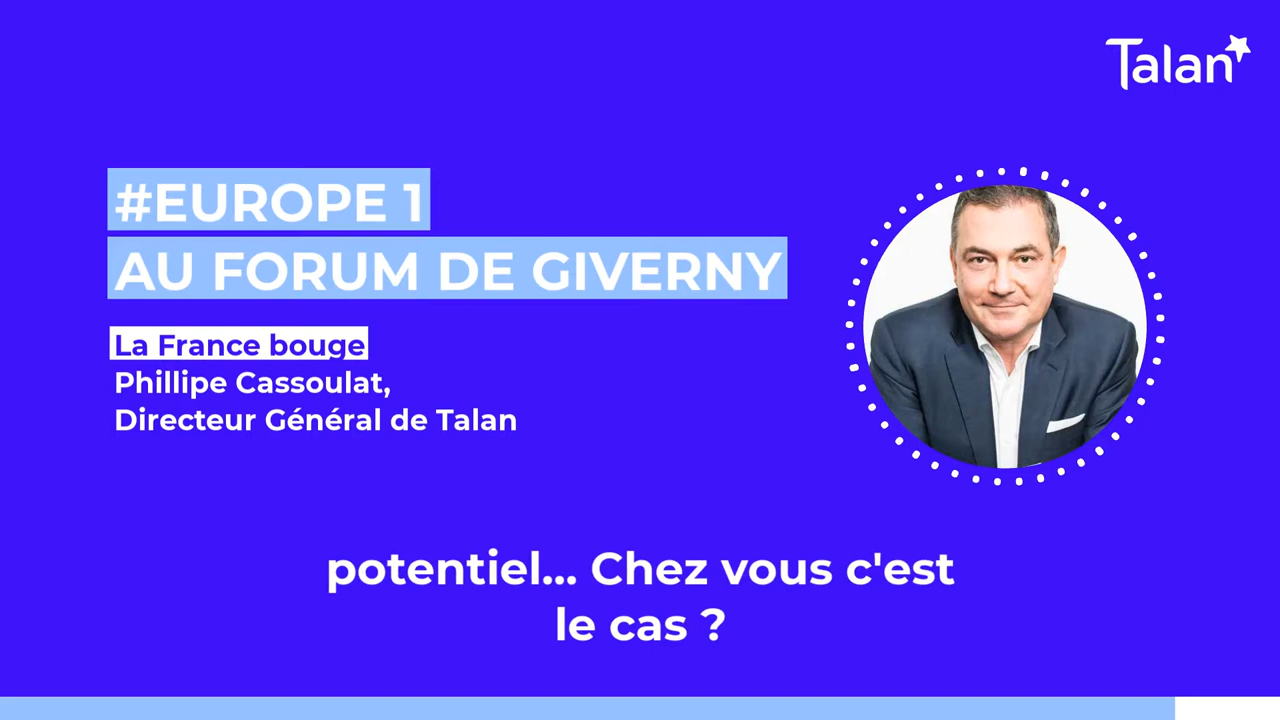 Talan
#EUROPE 1
AU FORUM DE GIVERNY
La France bouge
Phillipe Cassoulat,
Directeur Général de Talan
potentiel... Chez vous c'est
le cas ?